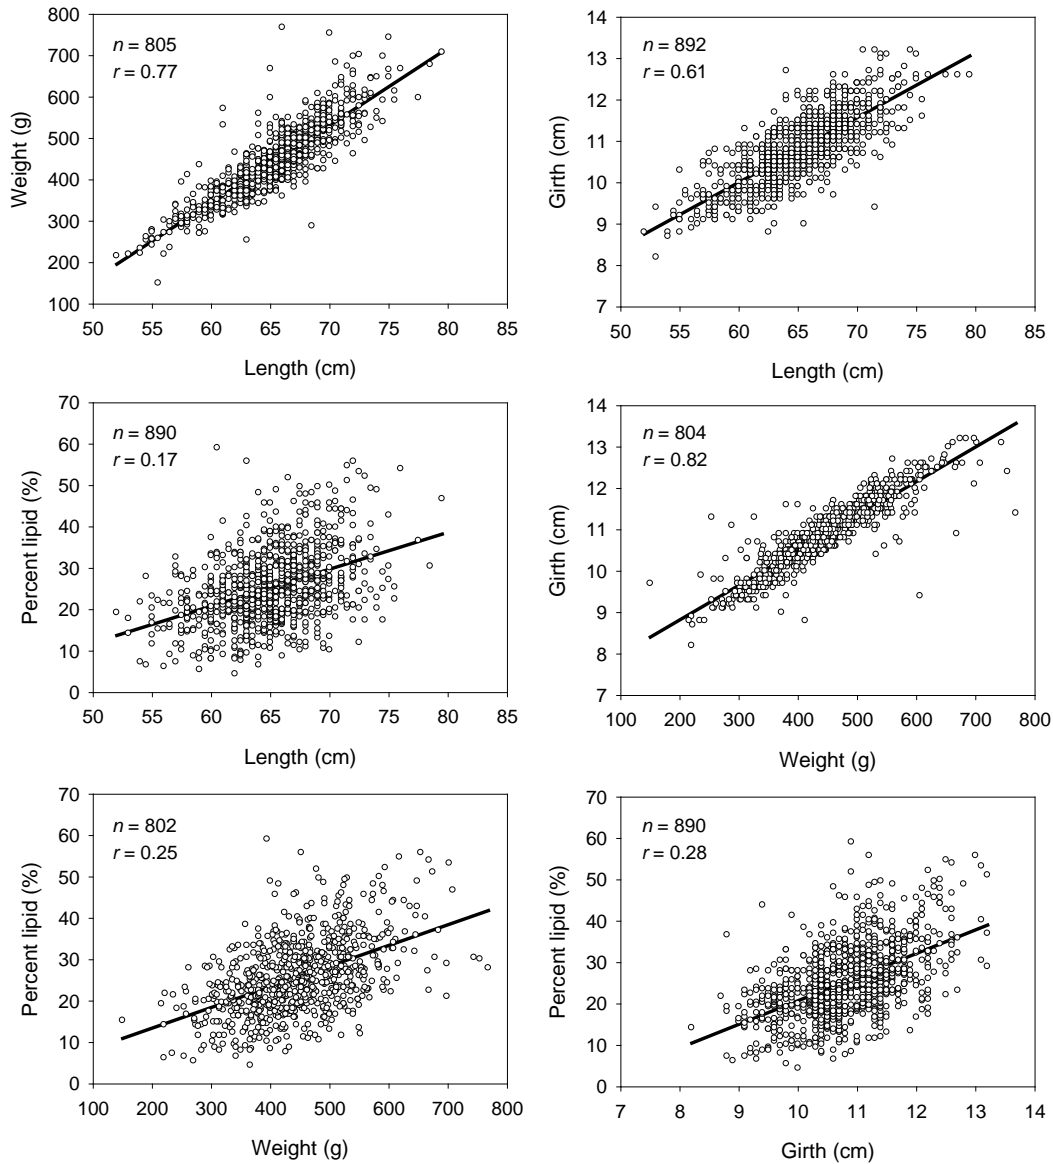 800
700
600
500
400
300
200
100
Weight (g)
n = 805
r = 0.77
50 55 60 65 70 75 80 85
Length (cm)
14
13
12
11
10
9
8
7
Girth (cm)
n = 892
r = 0.61
50 55 60 65 70 75 80 85
Length (cm)
70
60
50
40
30
20
10
0
Percent lipid (%)
n = 890
r = 0.17
50 55 60 65 70 75 80 85
Length (cm)
14
13
12
11
10
9
8
7
Girth (cm)
n = 804
r = 0.82
100 200 300 400 500 600 700 800
Weight (g)
70
60
50
40
30
20
10
0
Percent lipid (%)
n = 802
r = 0.25
100 200 300 400 500 600 700 800
Weight (g)
70
60
50
40
30
20
10
0
Percent lipid (%)
n = 890
r = 0.28
7 8 9 10 11 12 13 14
Girth (cm)